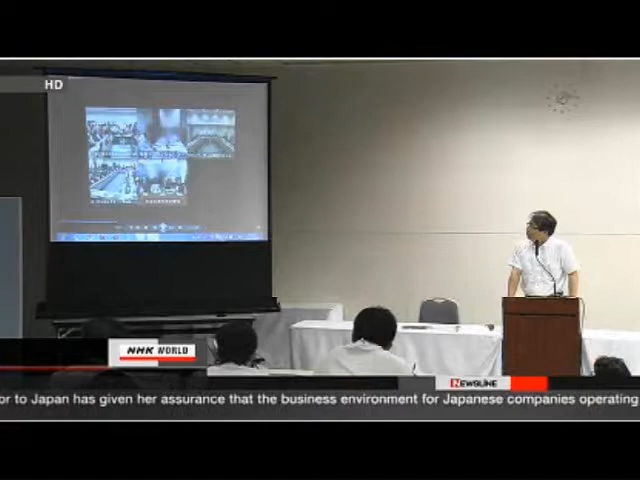 HD
NHK WORLD
NEWSLINE
or to Japan has given her assurance that the business environment for Japanese companies operating